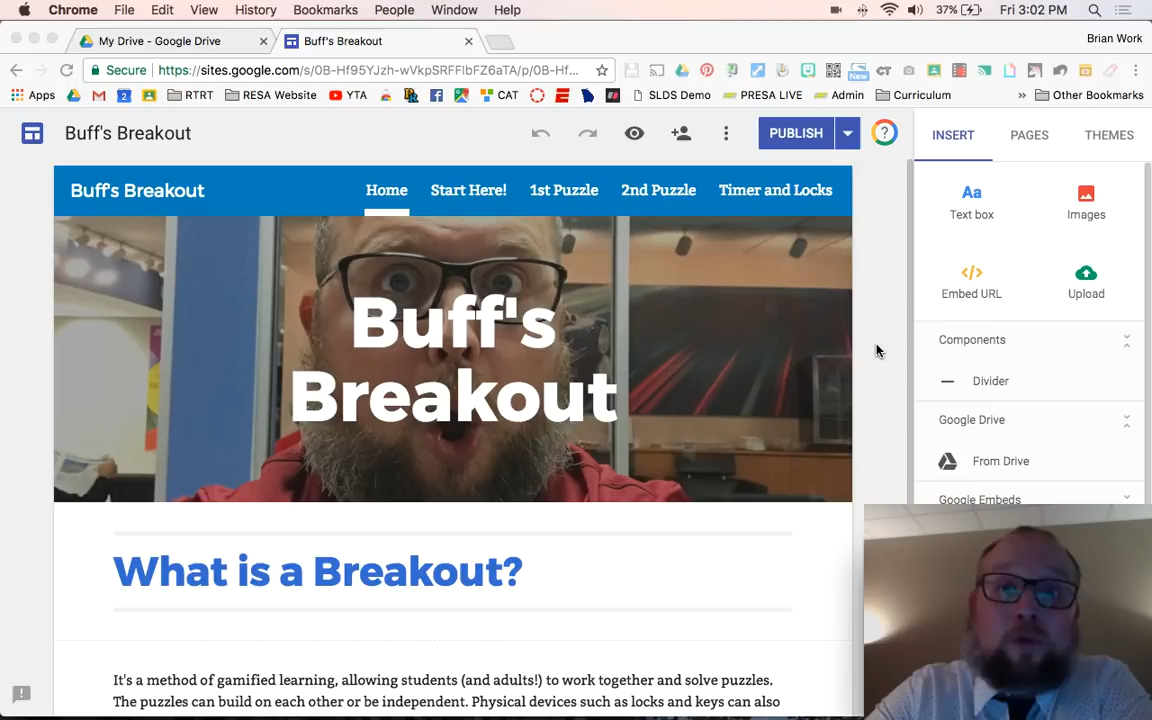 Chrome File Edit View History Bookmarks People Window Help 37% Fri 3:02 PM
My Drive - Google Drive Buff's Breakout Brian Work
Secure https://sites.google.com/s/0B-Hf95YJzh-wVkpSRFFlbFZ6aTA/p/0B-Hf... New
Apps RTRT RESA Website YTA CAT SLDS Demo PRESA LIVE Admin Curriculum » Other Bookmarks
Buff's Breakout PUBLISH INSERT PAGES THEMES
Buff's Breakout Home Start Here! 1st Puzzle 2nd Puzzle Timer and Locks
Aa
Text box Images
Embed URL Upload
Buff's
Breakout
Components
Divider
Google Drive
From Drive
Google Embeds
What is a Breakout?
It's a method of gamified learning, allowing students (and adults!) to work together and solve puzzles.
The puzzles can build on each other or be independent. Physical devices such as locks and keys can also